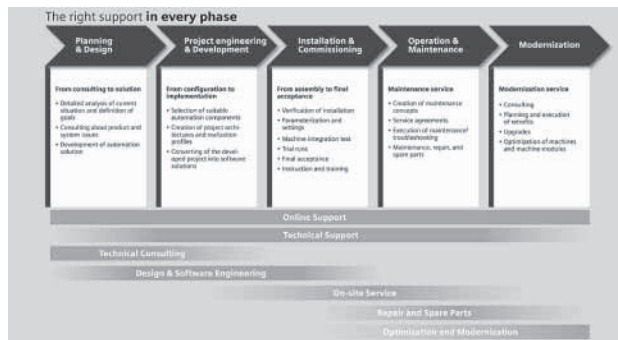 The right support in every phase
Planning
& Design
Project engineering
& Development
Installation &
Commissioning
Operation &
Maintenance
Modernization
From consulting to solution
• Detailed analysis of current
situation and definition of
goals
• Consulting about product and
system issues
• Development of automation
solution
From configuration to
implementation
• Selection of suitable
automation components
• Creation of project archi-
tectures and motion
profiles
• Converting of the devel-
oped project into software
solutions
From assembly to final
acceptance
• Verification of installation
• Parameterization and
settings
• Machine integration test
• Trial runs
• Final acceptance
• Instruction and training
Maintenance service
• Creation of maintenance
concepts
• Service agreements
• Execution of maintenance/
troubleshooting
• Maintenance, repair, and
spare parts
Modernization service
• Consulting
• Planning and execution
of retrofits
• Upgrades
• Optimization of machines
and machine modules
Online Support
Technical Support
Technical Consulting
Design & Software Engineering
On-site Service
Repair and Spare Parts
Optimization and Modernization